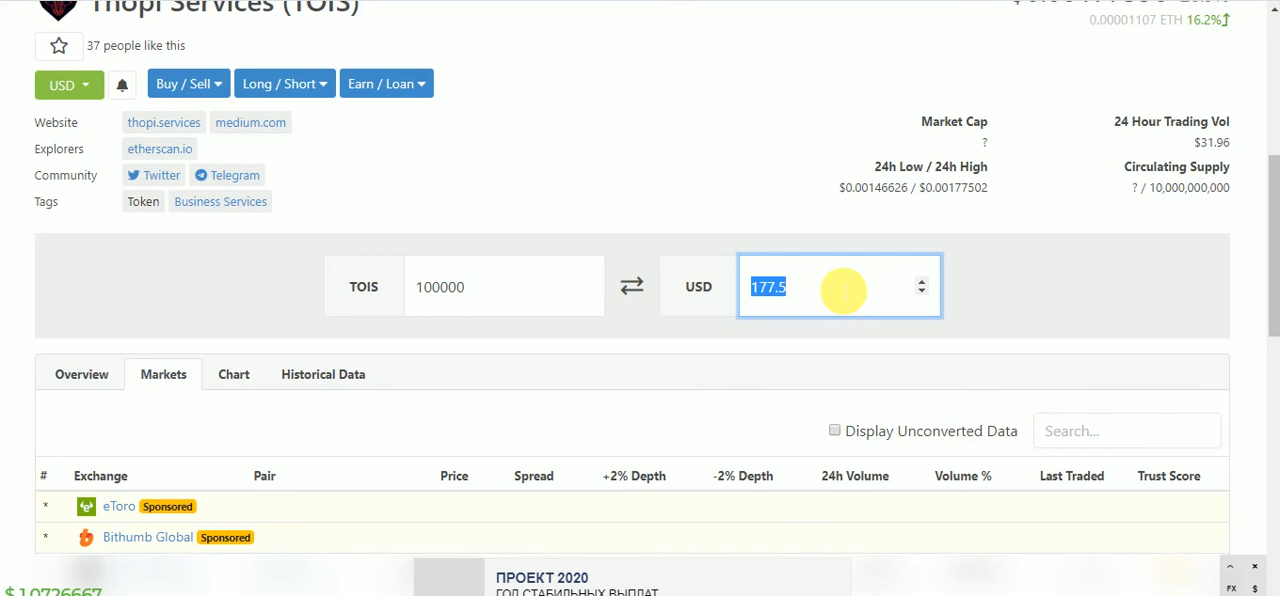 Thopi Services (TOIS)
0.00001107 ETH 16.2%
37 people like this
USD
Buy / Sell
Long / Short
Earn / Loan
Website thopi.services medium.com
Explorers etherscan.io
Community Twitter Telegram
Tags Token Business Services
Market Cap
?
24 Hour Trading Vol
$31.96
24h Low / 24h High
$0.00146626 / $0.00177502
Circulating Supply
? / 10,000,000,000
TOIS 100000 USD 177.5
Overview Markets Chart Historical Data
Display Unconverted Data Search...
# Exchange Pair Price Spread +2% Depth -2% Depth 24h Volume Volume % Last Traded Trust Score
* eToro Sponsored
* Bithumb Global Sponsored
ПРОЕКТ 2020
ГОД СТАБИЛЬНЫХ ВЫПЛАТ
FX $